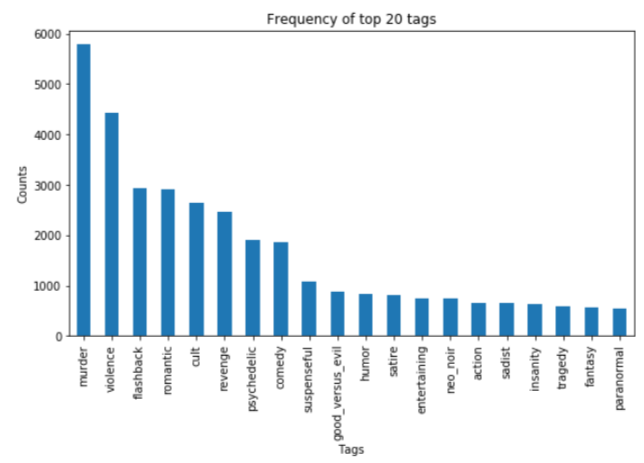 Frequency of top 20 tags
6000
5000
4000
3000
2000
1000
0
Counts
murder
violence
flashback
romantic
cult
revenge
psychedelic
comedy
suspenseful
good_versus_evil
humor
satire
entertaining
neo_noir
action
sadist
insanity
tragedy
fantasy
paranormal
Tags